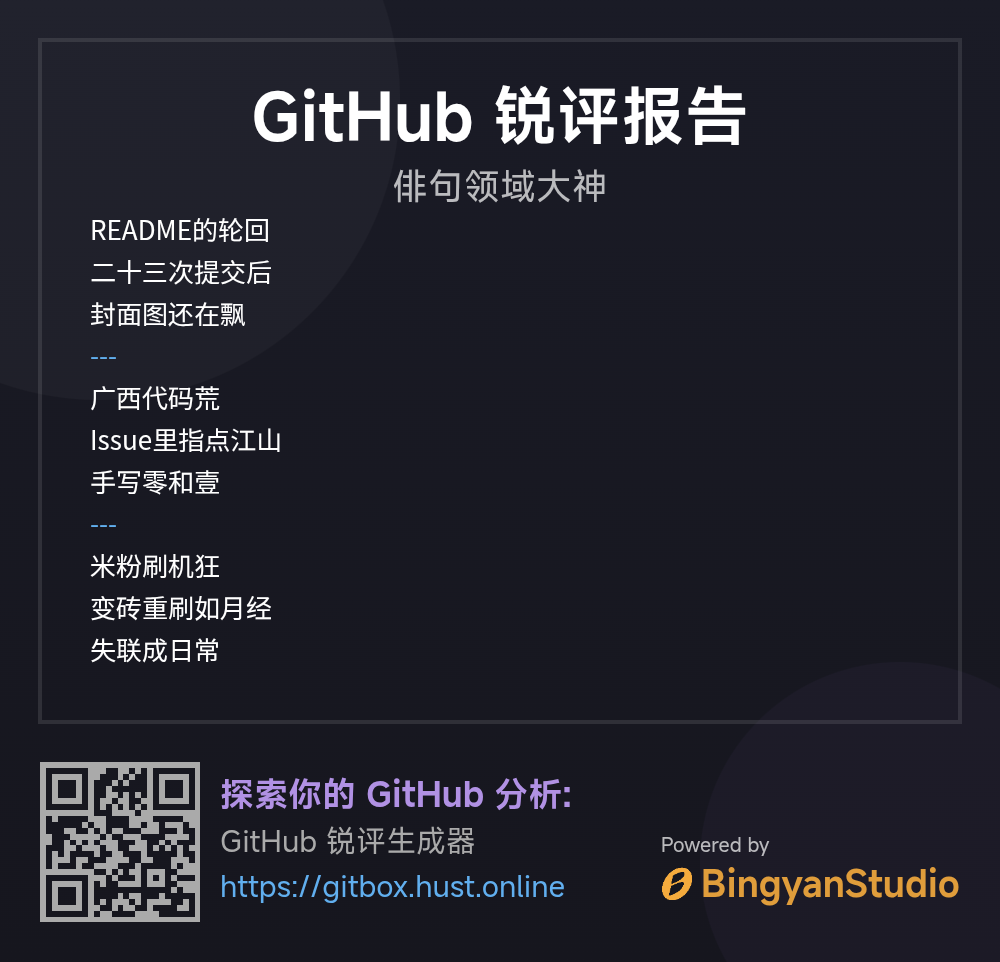 GitHub 锐评报告
俳句领域大神
README的轮回
二十三次提交后
封面图还在飘
---
广西代码荒
Issue里指点江山
手写零和壹
---
米粉刷机狂
变砖重刷如月经
失联成日常
探索你的 GitHub 分析:
GitHub 锐评生成器
https://gitbox.hust.online
Powered by
BingyanStudio